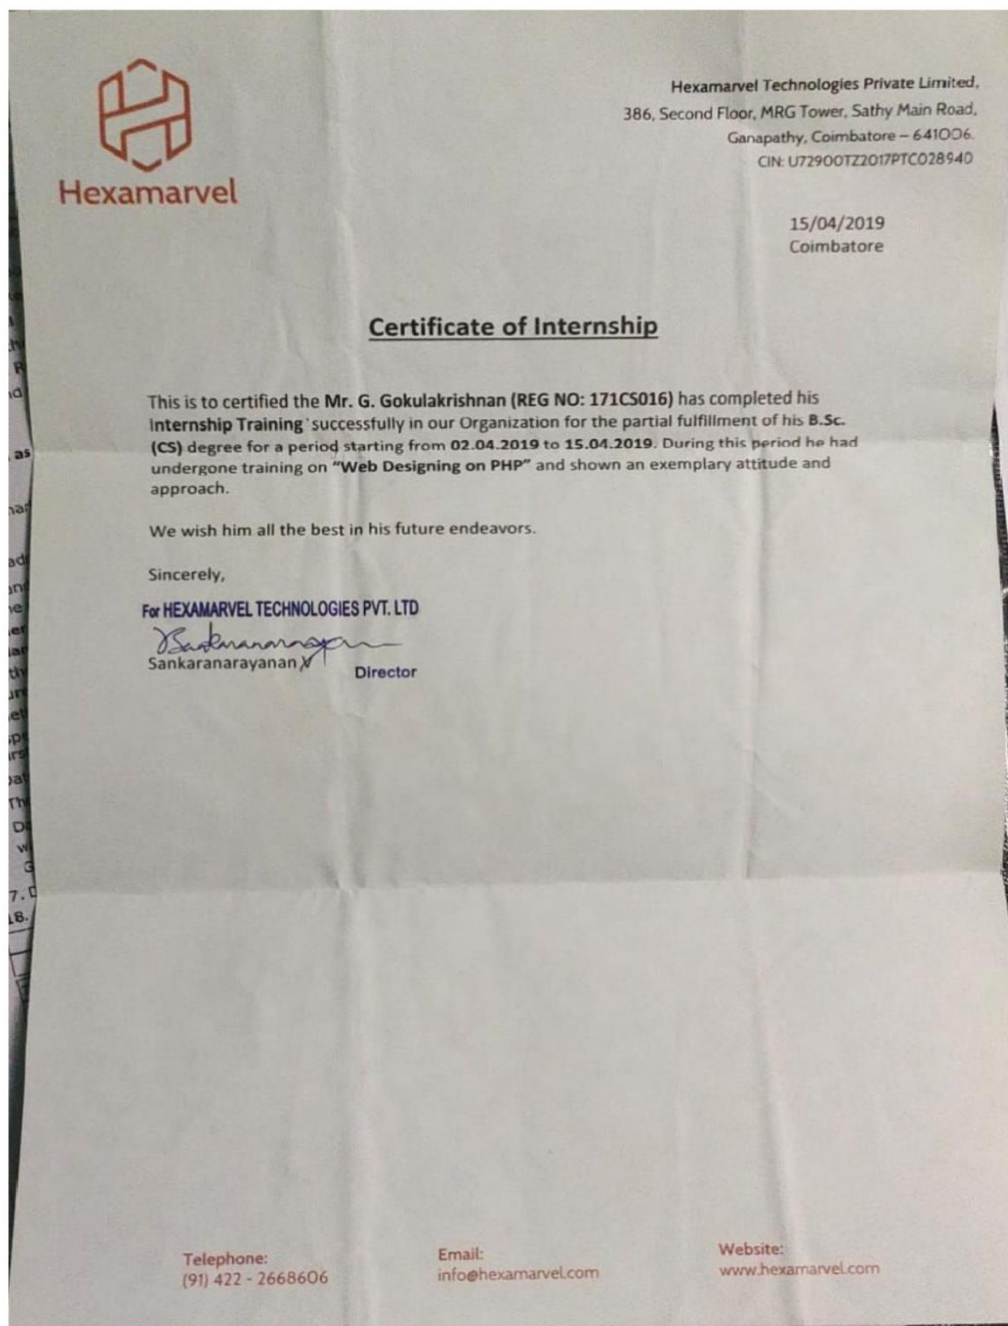 Hexamarvel
Hexamarvel Technologies Private Limited,
386, Second Floor, MRG Tower, Sathy Main Road,
Ganapathy, Coimbatore – 641006.
CIN: U72900TZ2017PTC028940
15/04/2019
Coimbatore
Certificate of Internship
This is to certified the Mr. G. Gokulakrishnan (REG NO: 171CS016) has completed his
Internship Training' successfully in our Organization for the partial fulfillment of his B.Sc.
(CS) degree for a period starting from 02.04.2019 to 15.04.2019. During this period he had
undergone training on “Web Designing on PHP” and shown an exemplary attitude and
approach.
We wish him all the best in his future endeavors.
Sincerely,
For HEXAMARVEL TECHNOLOGIES PVT. LTD
Sankaranarayanan V
Director
Telephone:
(91) 422 - 2668606
Email:
info@hexamarvel.com
Website:
www.hexamarvel.com